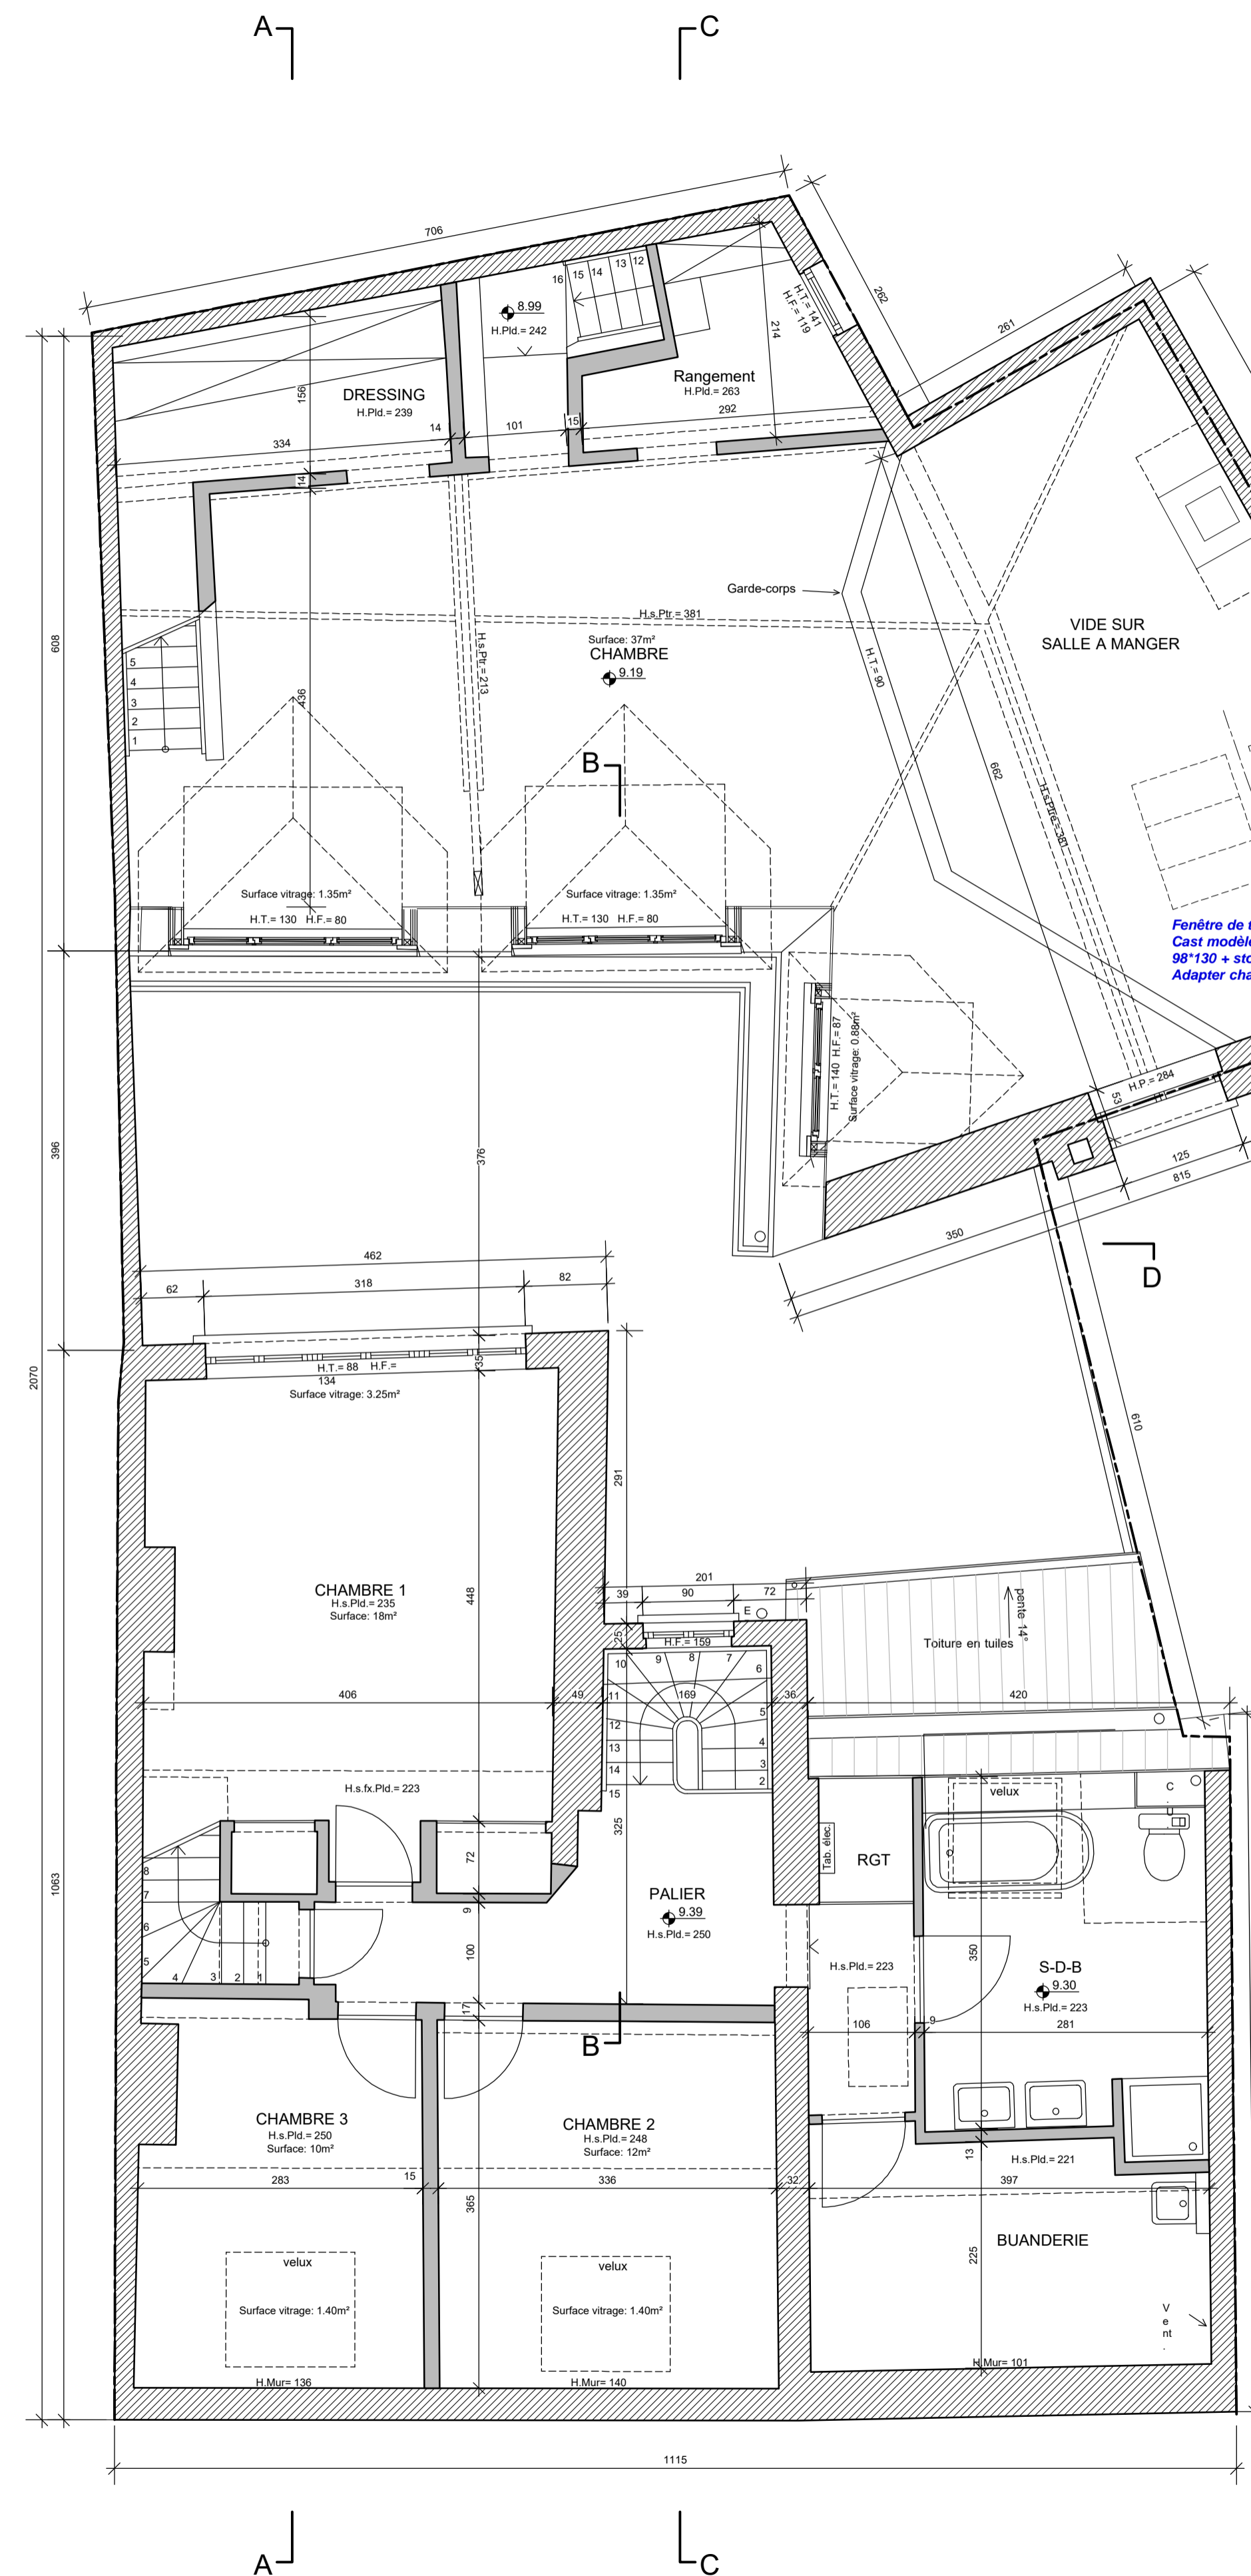 A
C
706
262
261
16
15
14
13
12
8.99
H.Pld.= 242
H.T.= 141
H.F.= 119
214
156
DRESSING
H.Pld.= 239
Rangement
H.Pld.= 263
334
14
101
15
292
14
Garde-corps
H.s.Ptr.= 381
VIDE SUR
SALLE A MANGER
608
Surface: 37m²
CHAMBRE
9.19
H.s.Ptr.= 213
H.T.= 90
5
4
3
2
1
436
B
662
H.s.Ptre.= 381
Surface vitrage: 1.35m²
H.T.= 130 H.F.= 80
Surface vitrage: 1.35m²
H.T.= 130 H.F.= 80
Fenêtre de t
Cast modèle
98*130 + sto
Adapter cha
H.T.= 140 H.F.= 87
Surface vitrage: 0.88m²
H.P.= 284
53
125
815
350
396
376
D
462
62
318
82
35
H.T.= 88 H.F.=
134
Surface vitrage: 3.25m²
2070
610
291
448
CHAMBRE 1
H.s.Pld.= 235
Surface: 18m²
201
39
90
72
E
25
H.F.= 159
pente 14°
Toiture en tuiles
10
9
8
7
6
406
49
11
169
36
420
12
5
13
4
14
3
15
2
H.s.fx.Pld.= 223
325
velux
C
72
Tab. élec.
RGT
8
7
6
5
4
3
2
1
1063
9
100
PALIER
9.39
H.s.Pld.= 250
350
H.s.Pld.= 223
S-D-B
9.30
H.s.Pld.= 223
17
B
106
9
281
CHAMBRE 3
H.s.Pld.= 250
Surface: 10m²
CHAMBRE 2
H.s.Pld.= 248
Surface: 12m²
13
H.s.Pld.= 221
283
15
336
32
397
365
225
BUANDERIE
velux
velux
Surface vitrage: 1.40m²
Surface vitrage: 1.40m²
V
e
nt
.
H.Mur= 136
H.Mur= 140
H.Mur= 101
1115
A
C